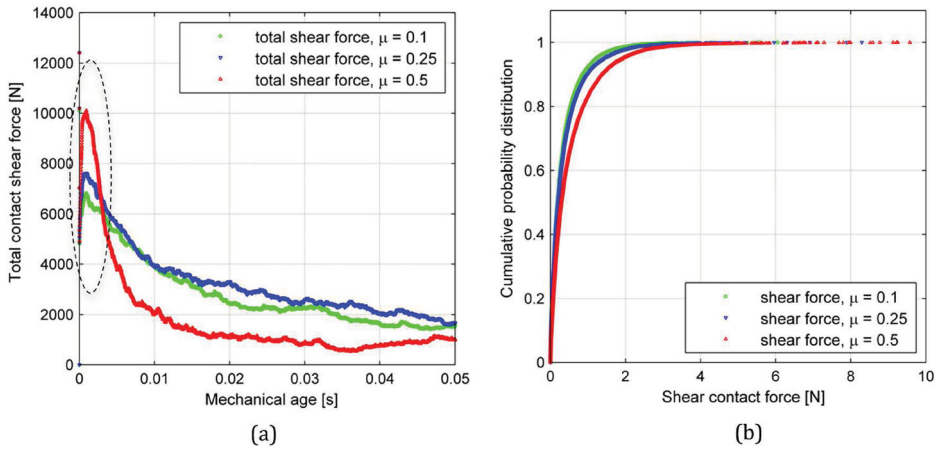 total shear force, μ = 0.1
total shear force, μ = 0.25
total shear force, μ = 0.5
Total contact shear force [N]
14000
12000
10000
8000
6000
4000
2000
0
0
0.01
0.02
0.03
0.04
0.05
Mechanical age [s]
(a)
Cumulative probability distribution
1
0.8
0.6
0.4
0.2
0
shear force, μ = 0.1
shear force, μ = 0.25
shear force, μ = 0.5
0
2
4
6
8
10
Shear contact force [N]
(b)